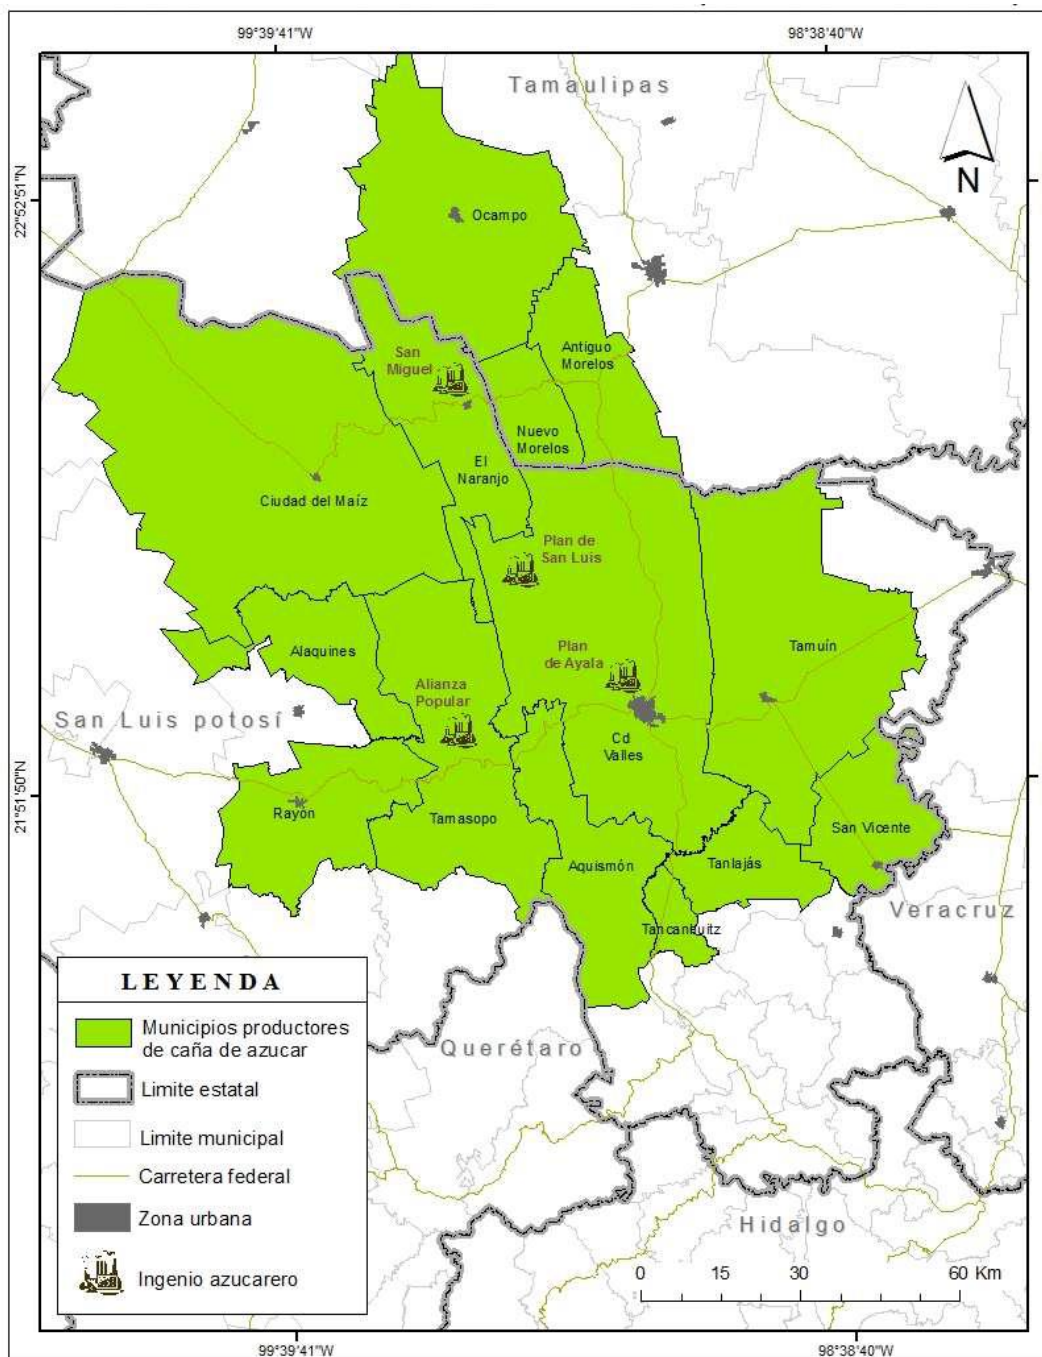 99°39'41"W
98°38'40"W
Tamaulipas
N
22°52'51"N
Ocampo
San
Miguel
Antiguo
Morelos
Nuevo
Morelos
El
Naranjo
Ciudad del Maíz
Plan de
San Luis
Alaquines
Plan
de Ayala
Tamuín
Alianza
Popular
San Luis potosí
Cd
Valles
21°51'50"N
Rayón
Tamasopo
San Vicente
Aquismón
Tanlajás
Veracruz
Tancanhuitz
Querétaro
Hidalgo
LEYENDA
Municipios productores
de caña de azucar
Limite estatal
Limite municipal
Carretera federal
Zona urbana
Ingenio azucarero
0 15 30 60 Km
99°39'41"W
98°38'40"W